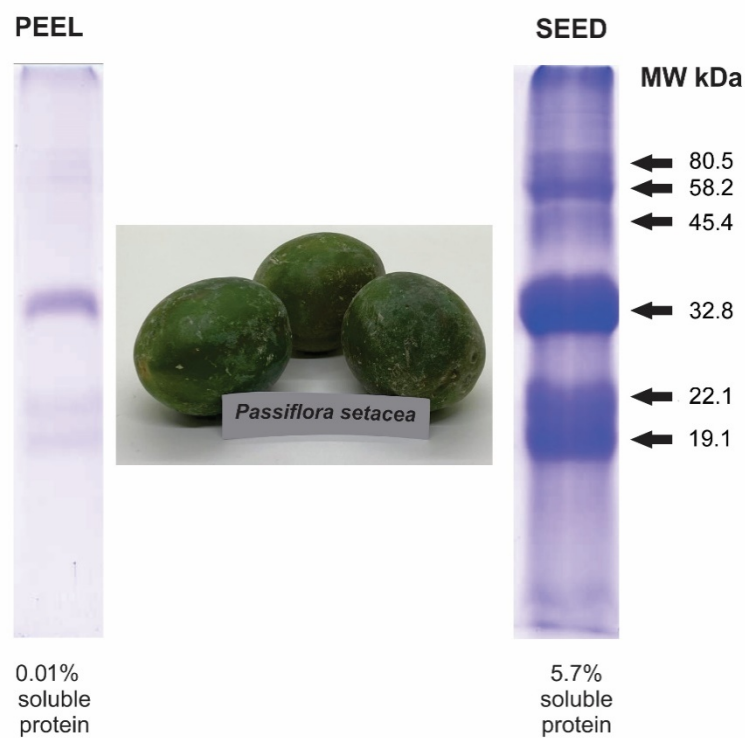 PEEL
SEED
MW kDa
80.5
58.2
45.4
32.8
22.1
19.1
Passiflora setacea
0.01%
soluble
protein
5.7%
soluble
protein